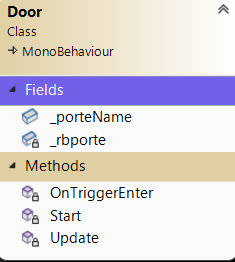 Door
Class
MonoBehaviour
Fields
_porteName
_rbporte
Methods
OnTriggerEnter
Start
Update